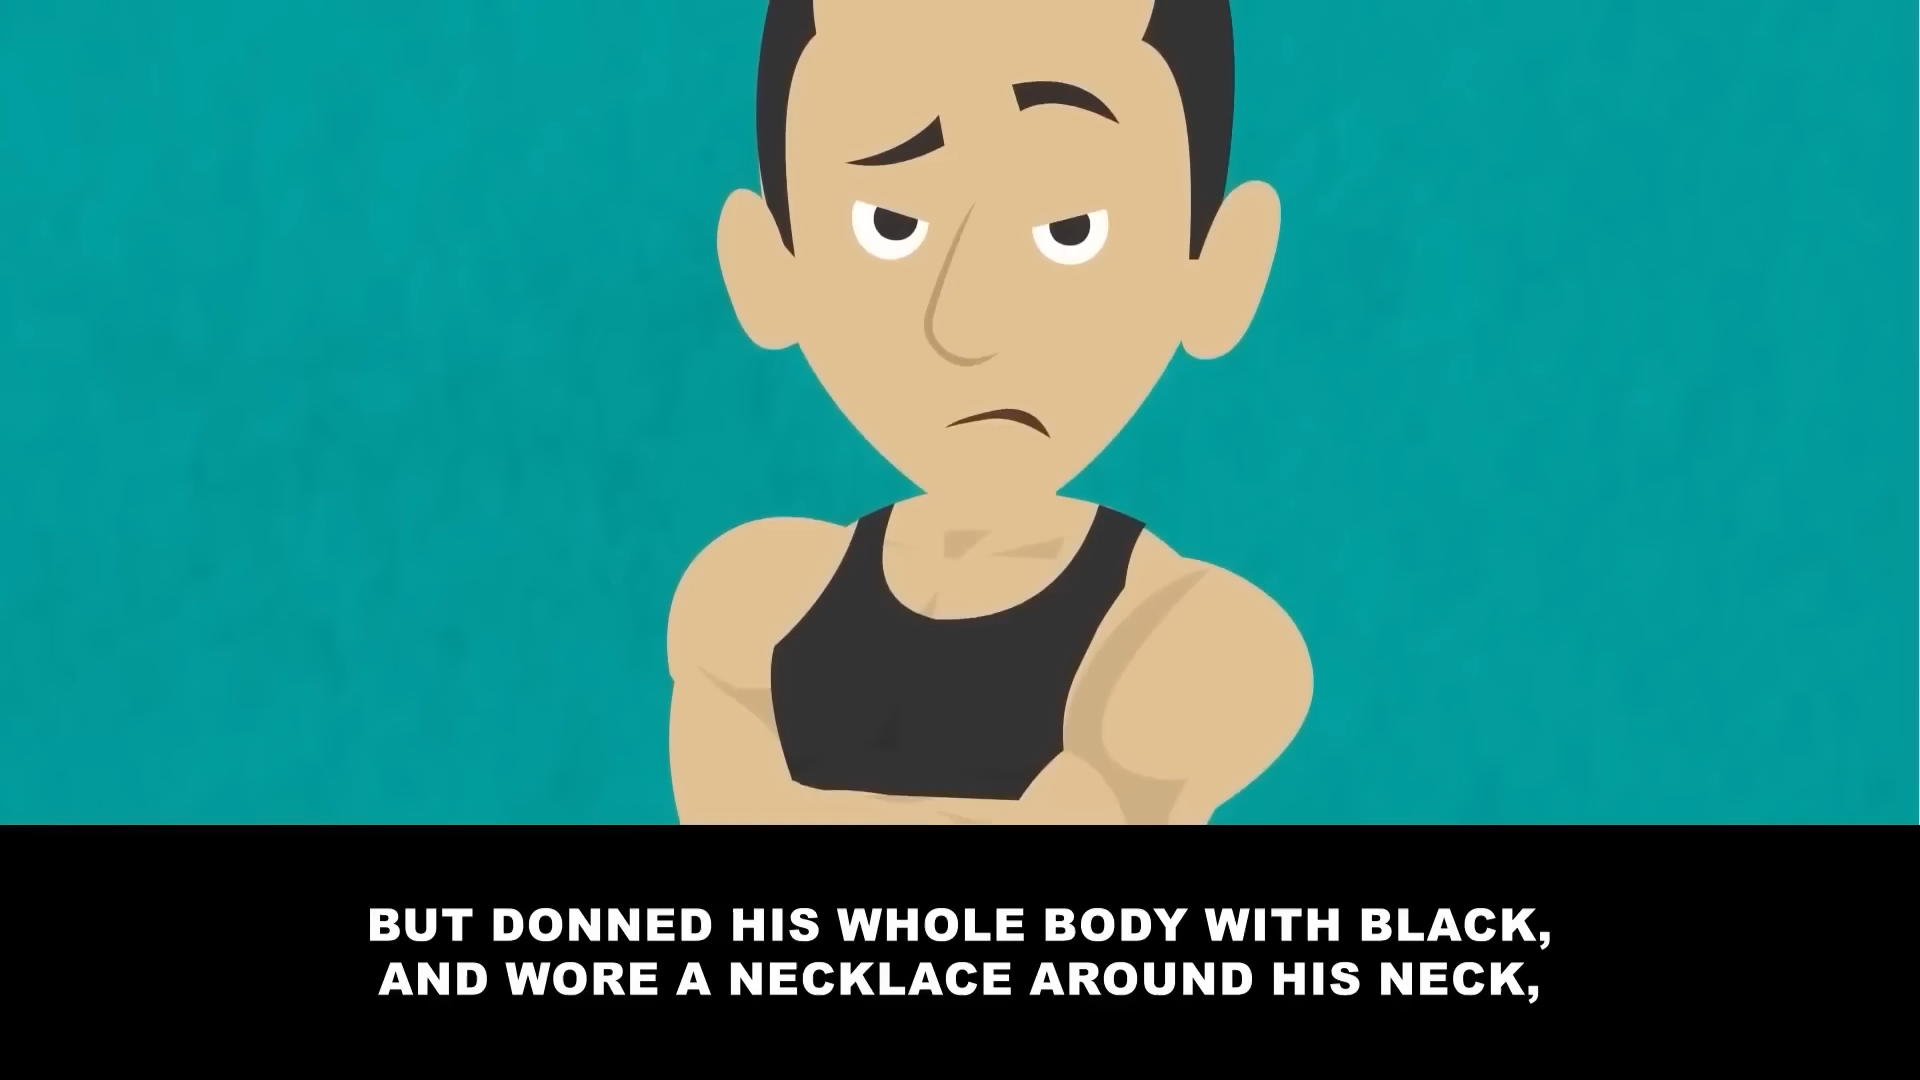 BUT DONNED HIS WHOLE BODY WITH BLACK,
AND WORE A NECKLACE AROUND HIS NECK,